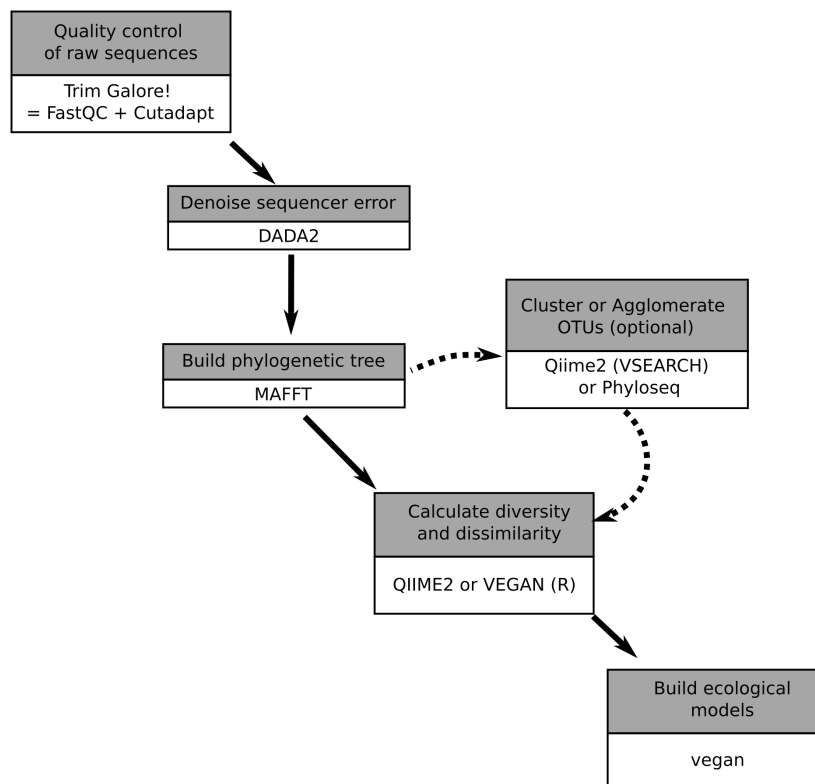 Quality control
of raw sequences
Trim Galore!
= FastQC + Cutadapt
Denoise sequencer error
DADA2
Build phylogenetic tree
MAFFT
Cluster or Agglomerate
OTUs (optional)
Qiime2 (VSEARCH)
or Phyloseq
Calculate diversity
and dissimilarity
QIIME2 or VEGAN (R)
Build ecological
models
vegan